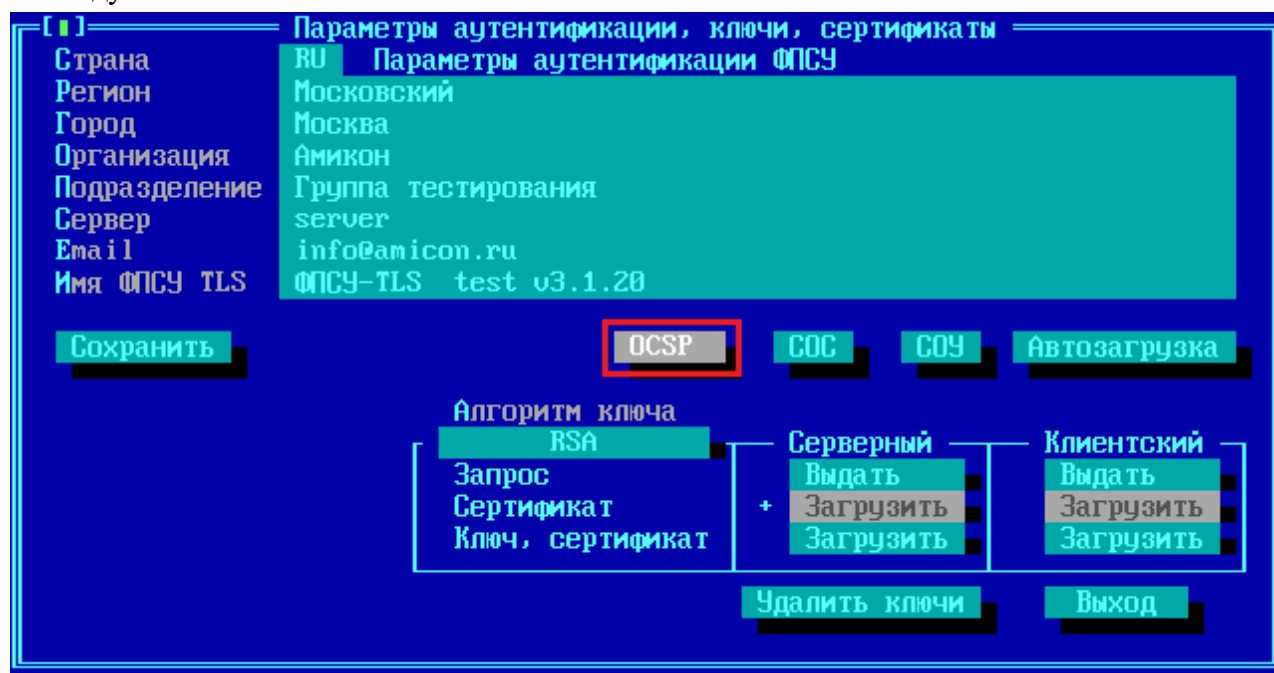 [▮] Параметры аутентификации, ключи, сертификаты
Страна RU Параметры аутентификации ФПСУ
Регион Московский
Город Москва
Организация Амикон
Подразделение Группа тестирования
Сервер server
Email info@amicon.ru
Имя ФПСУ TLS ФПСУ-TLS test v3.1.20
Сохранить OCSP СОС СОУ Автозагрузка
Алгоритм ключа
RSA Серверный Клиентский
Запрос Выдать Выдать
Сертификат + Загрузить Загрузить
Ключ, сертификат Загрузить Загрузить
Удалить ключи Выход